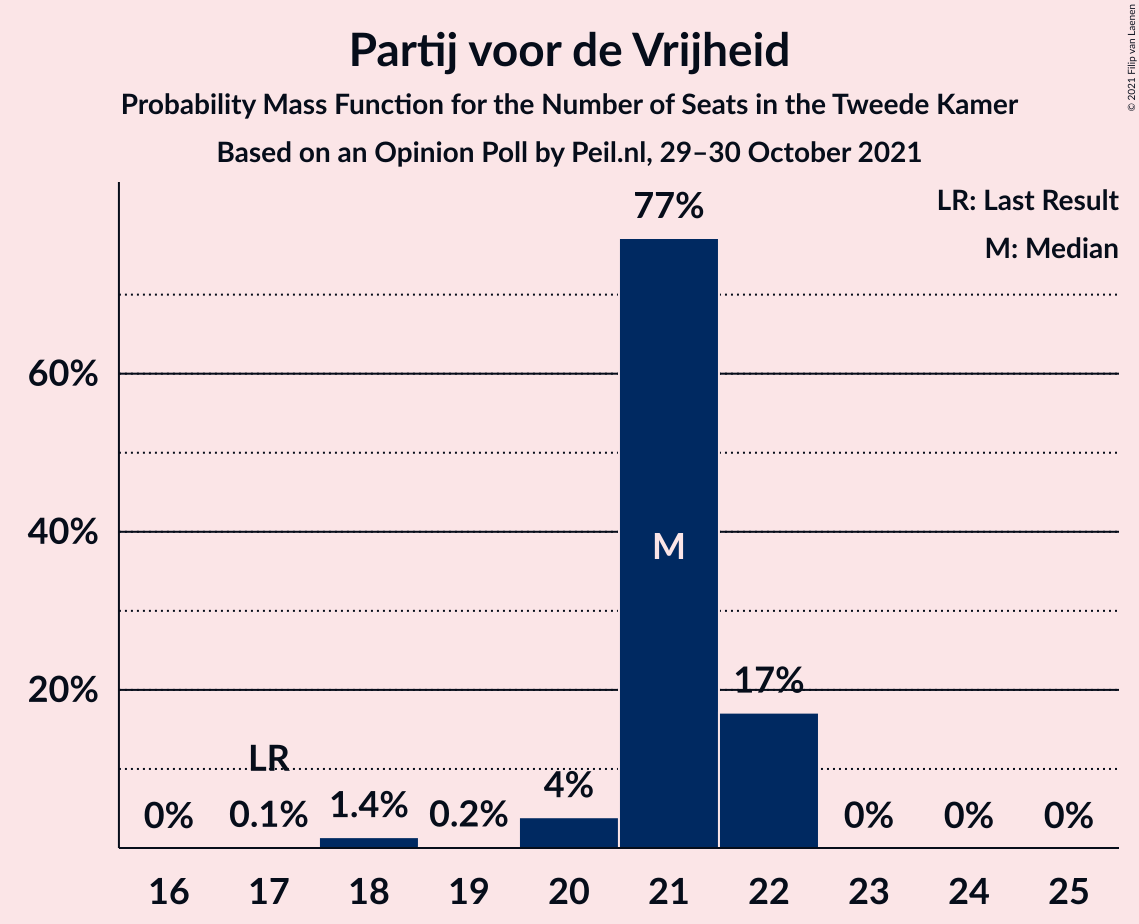 Partij voor de Vrijheid
Probability Mass Function for the Number of Seats in the Tweede Kamer
Based on an Opinion Poll by Peil.nl, 29–30 October 2021
© 2021 Filip van Laenen
LR: Last Result
M: Median
77%
60%
40%
M
20%
17%
LR
0%
0.1%
1.4%
0.2%
4%
0%
0%
0%
16
17
18
19
20
21
22
23
24
25